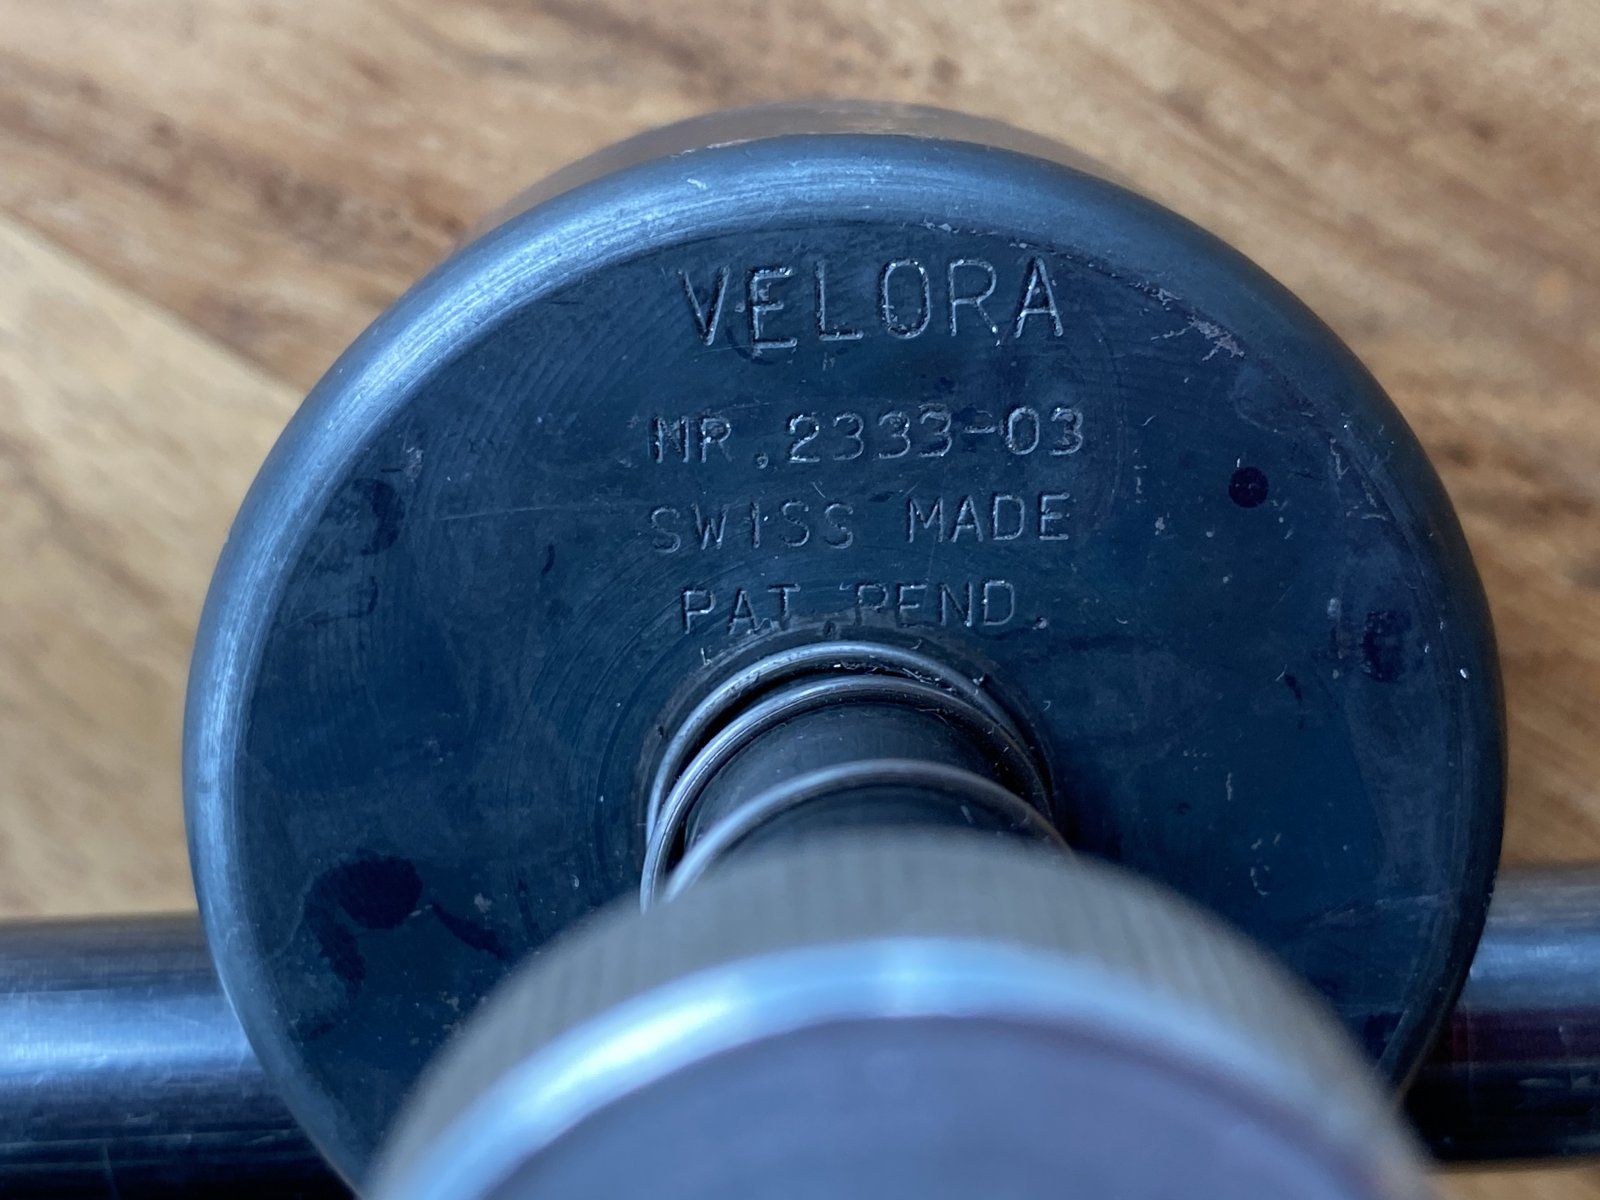 VELORA
NR.2333-03
SWISS MADE
PAT.PEND.